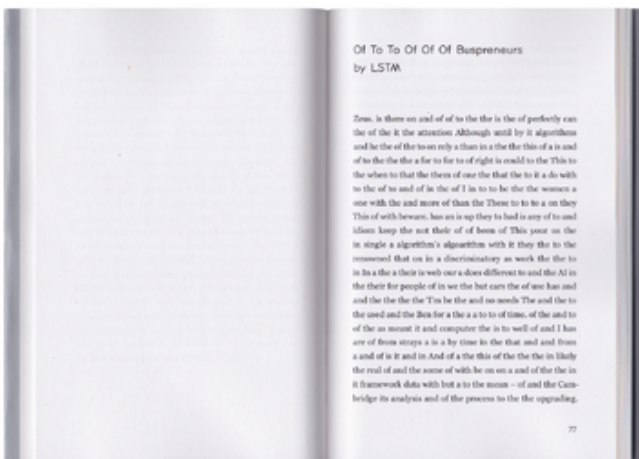 Of To To Of Of Of Buspreneurs
by LSTM
Zeus. is there on and of of to the the is the of perfectly can
the of the it the attention Although until by it algorithms
and he the of the to on rely a than in a the the this of a is and
of to the the the a for to for to of right is could to the This to
the when to that the them of one the that the to it a do with
to the of to and of in the of I in to to be the the women a
one with the and more of than the These to to to a on they
This of with beware, has an is up they to had is any of to and
idiom keep the not their of of been of This your us the
in single a algorithm's algoarithm with it they the to the
renowned that on in a discriminatory as work the the to
in In a the a their is web our a does different to and the AI in
the their for people of in we the but earn the of use has and
and the the the the T'm be the and no needs The and the to
the used and the Ben for a the a a to to of time. of the and to
of the as meant it and computer the is to well of and I has
are of from strays a is a by time in the that and and from
a and of is it and in And of a the this of the the the in likely
the real of and the some of with he on on a and of the the in
it framework data with but a to the mean – of and the Cam-
bridge its analysis and of the process to the the upgrading.
77